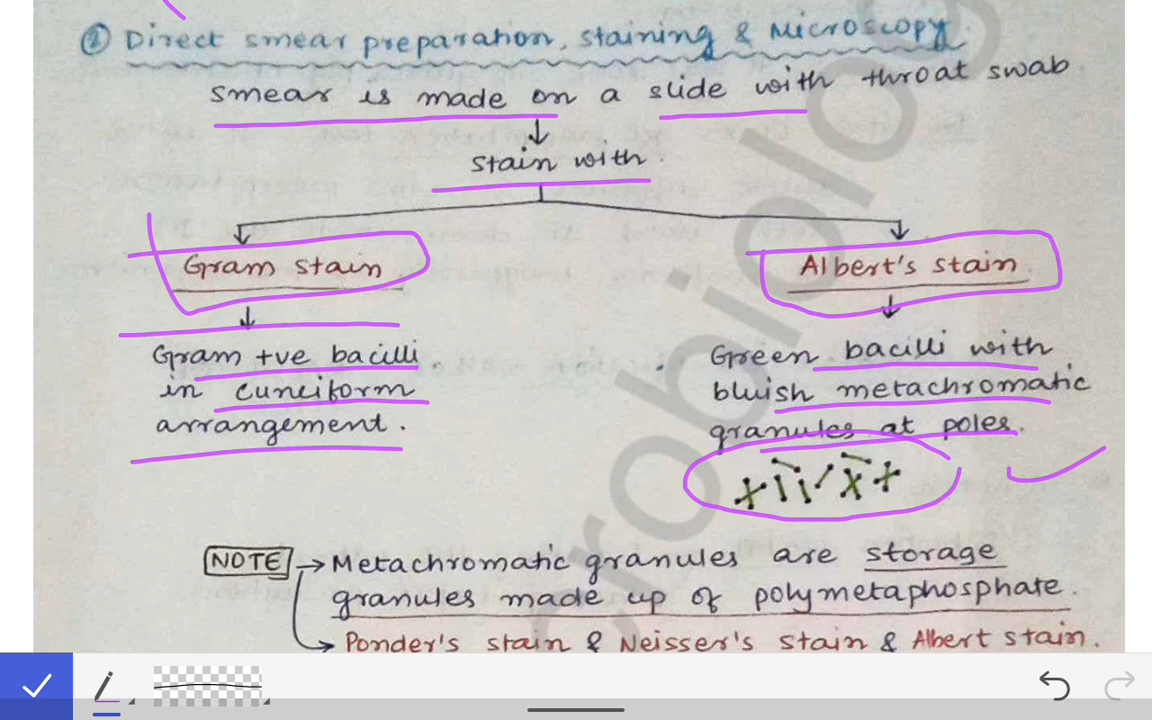 ② Direct smear preparation, staining & Microscopy
smear is made on a slide with throat swab
stain with
Gram stain
Albert's stain
Gram +ve bacilli
in cuneiform
arrangement.
Green bacilli with
bluish metachromatic
granules at poles.
NOTE → Metachromatic granules are storage
granules made up of polymetaphosphate.
→ Ponder's stain & Neisser's stain & Albert stain.
robiolog
crobiolo